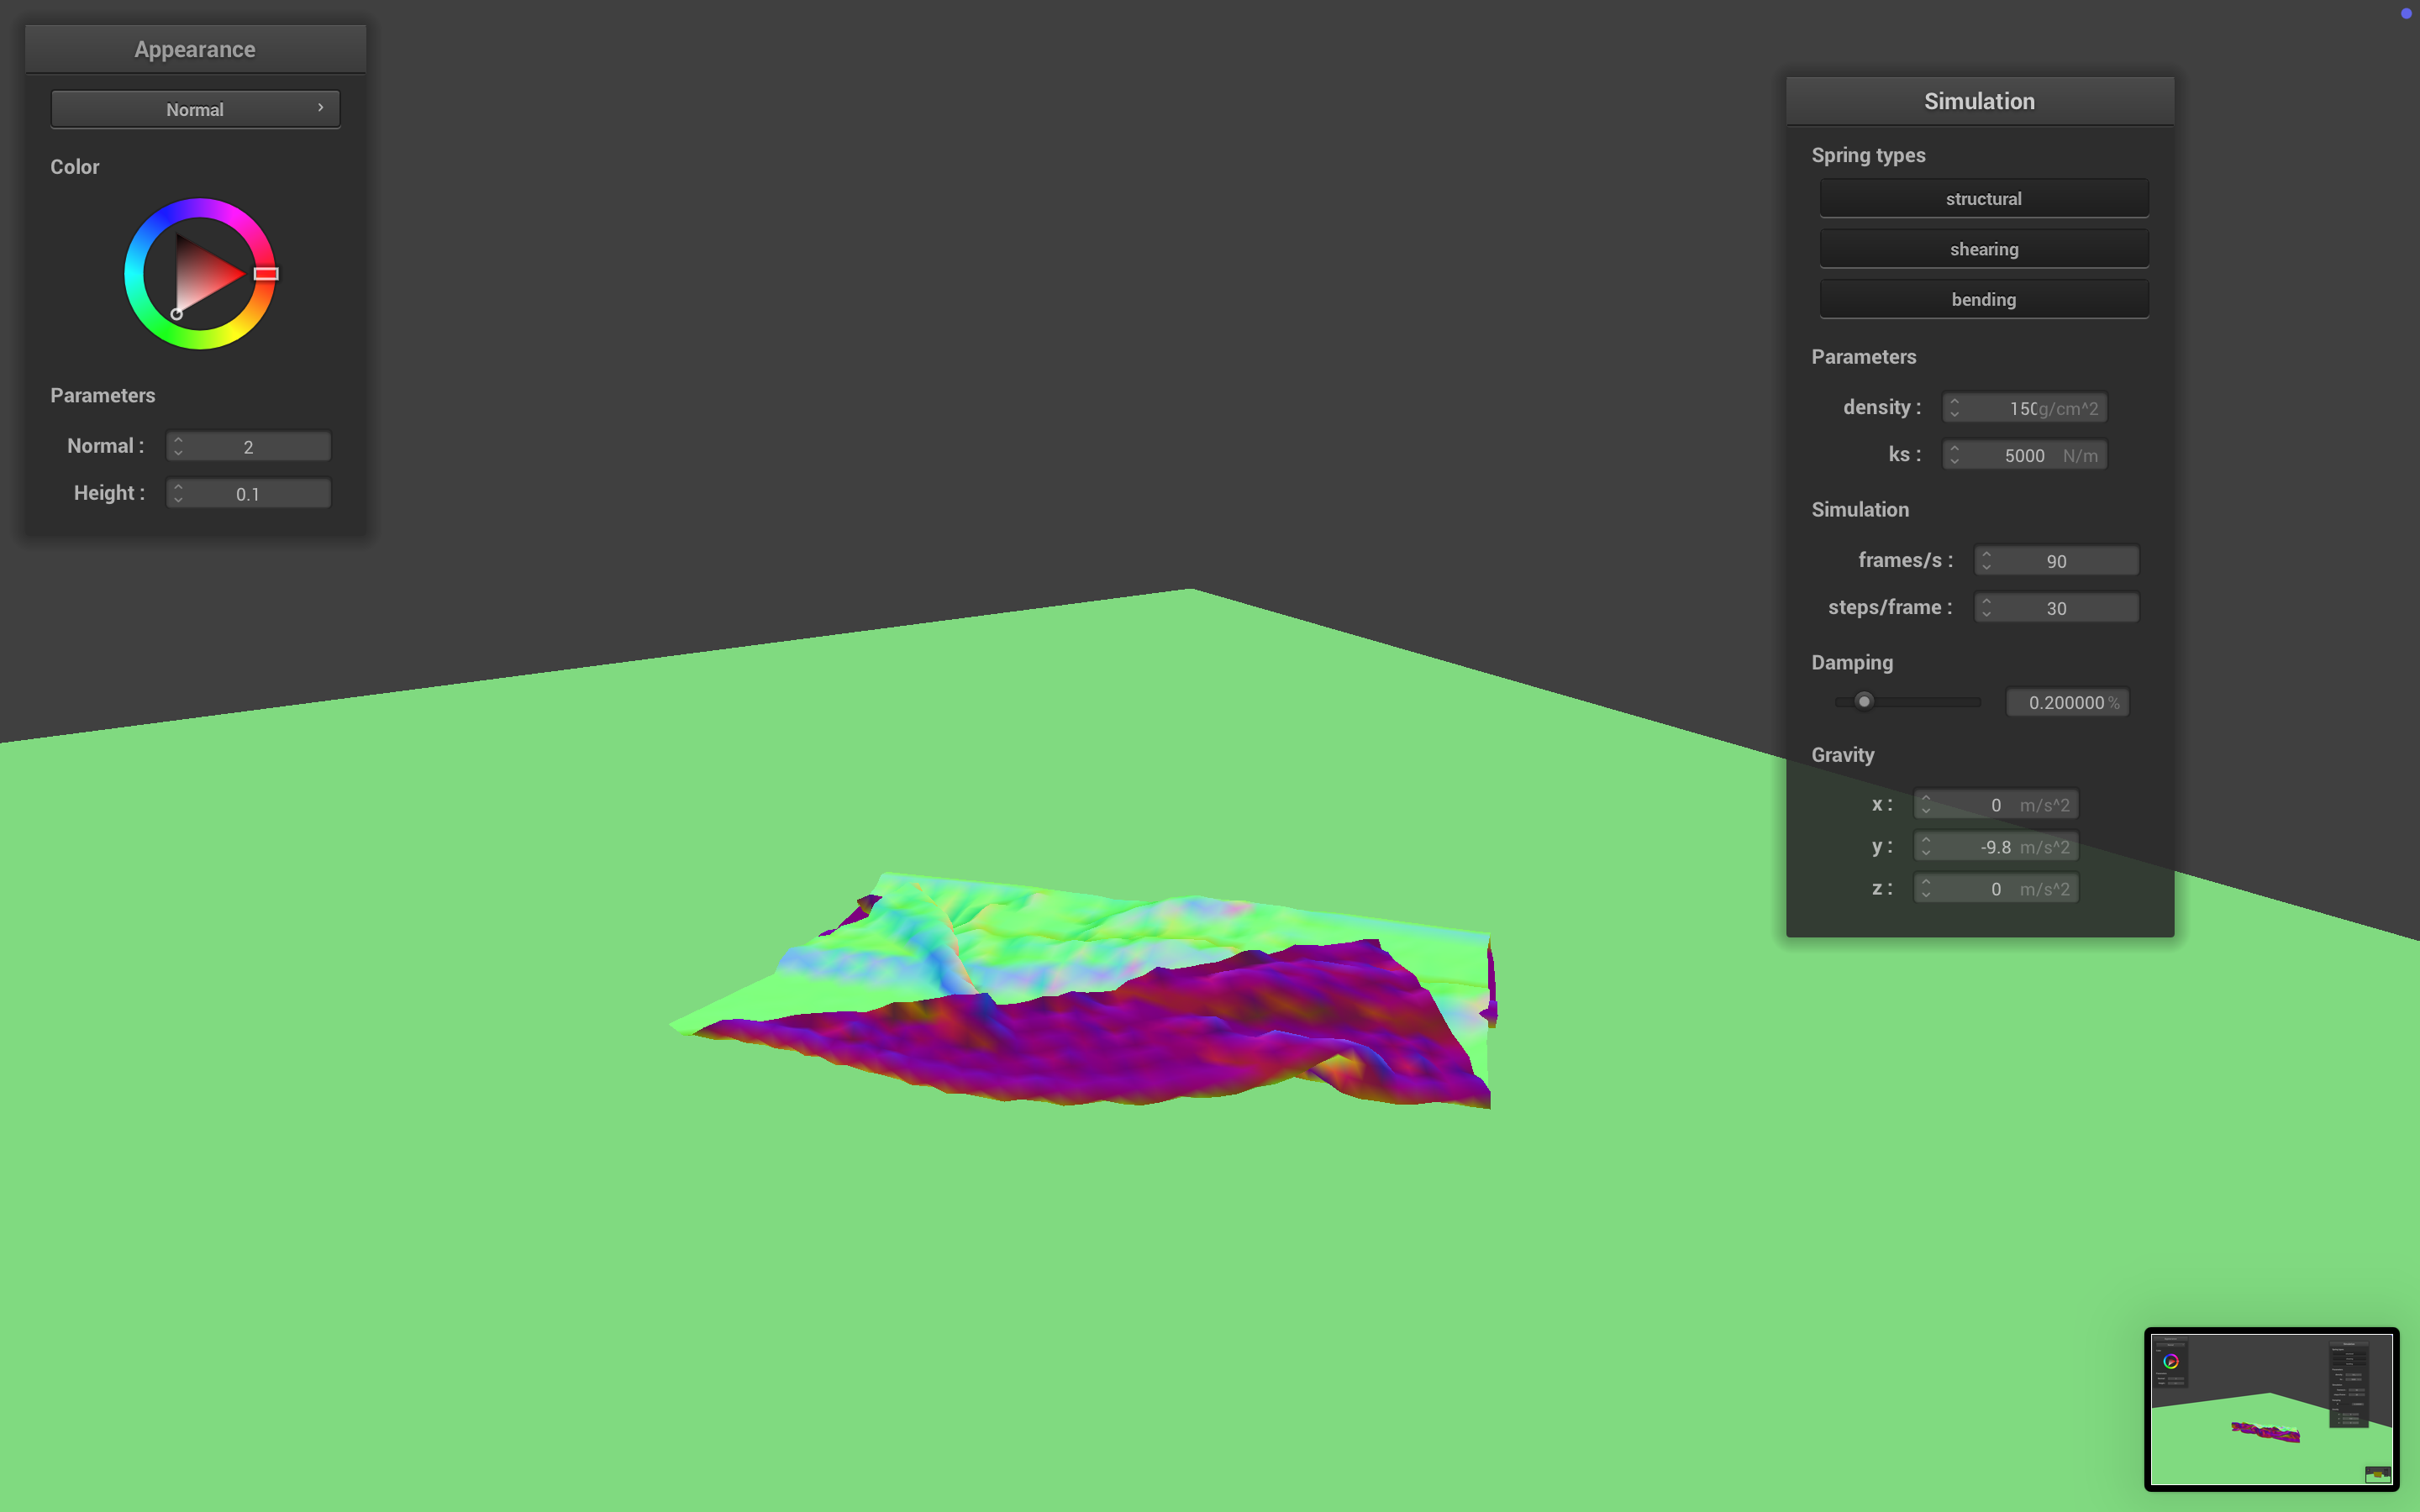 Appearance
Normal
Color
Parameters
Normal : 2
Height : 0.1
Simulation
Spring types
structural
shearing
bending
Parameters
density : 150 g/cm^2
ks : 5000 N/m
Simulation
frames/s : 90
steps/frame : 30
Damping
0.200000 %
Gravity
x : 0 m/s^2
y : -9.8 m/s^2
z : 0 m/s^2